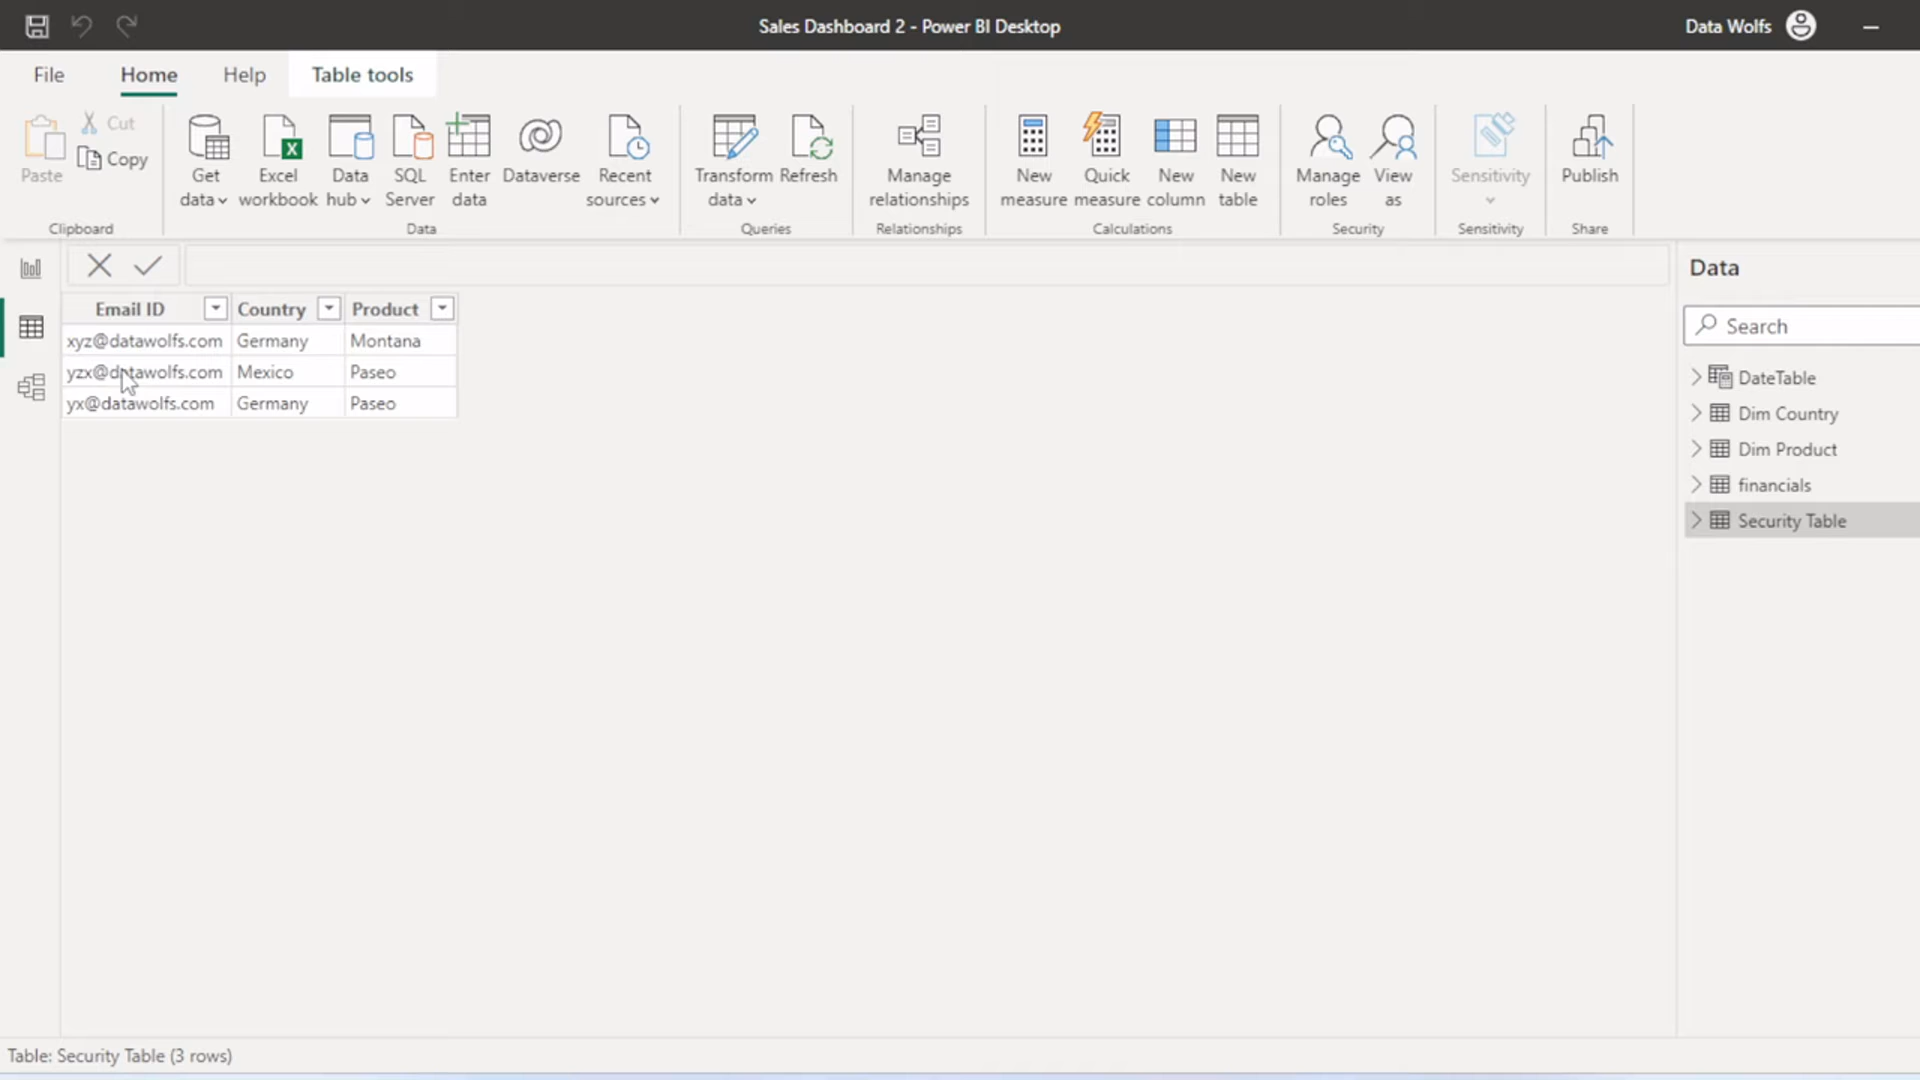 Sales Dashboard 2 - Power BI Desktop
Data Wolfs
File
Home
Help
Table tools
Paste
Cut
Copy
Get data
Excel workbook
Data hub
SQL Server
Enter data
Dataverse
Recent sources
Transform data
Refresh
Manage relationships
New measure
Quick measure
New column
New table
Manage roles
View as
Sensitivity
Publish
Clipboard
Data
Queries
Relationships
Calculations
Security
Sensitivity
Share
Data
Search
Email ID Country Product
xyz@datawolfs.com Germany Montana
yzx@datawolfs.com Mexico Paseo
yx@datawolfs.com Germany Paseo
DateTable
Dim Country
Dim Product
financials
Security Table
Table: Security Table (3 rows)